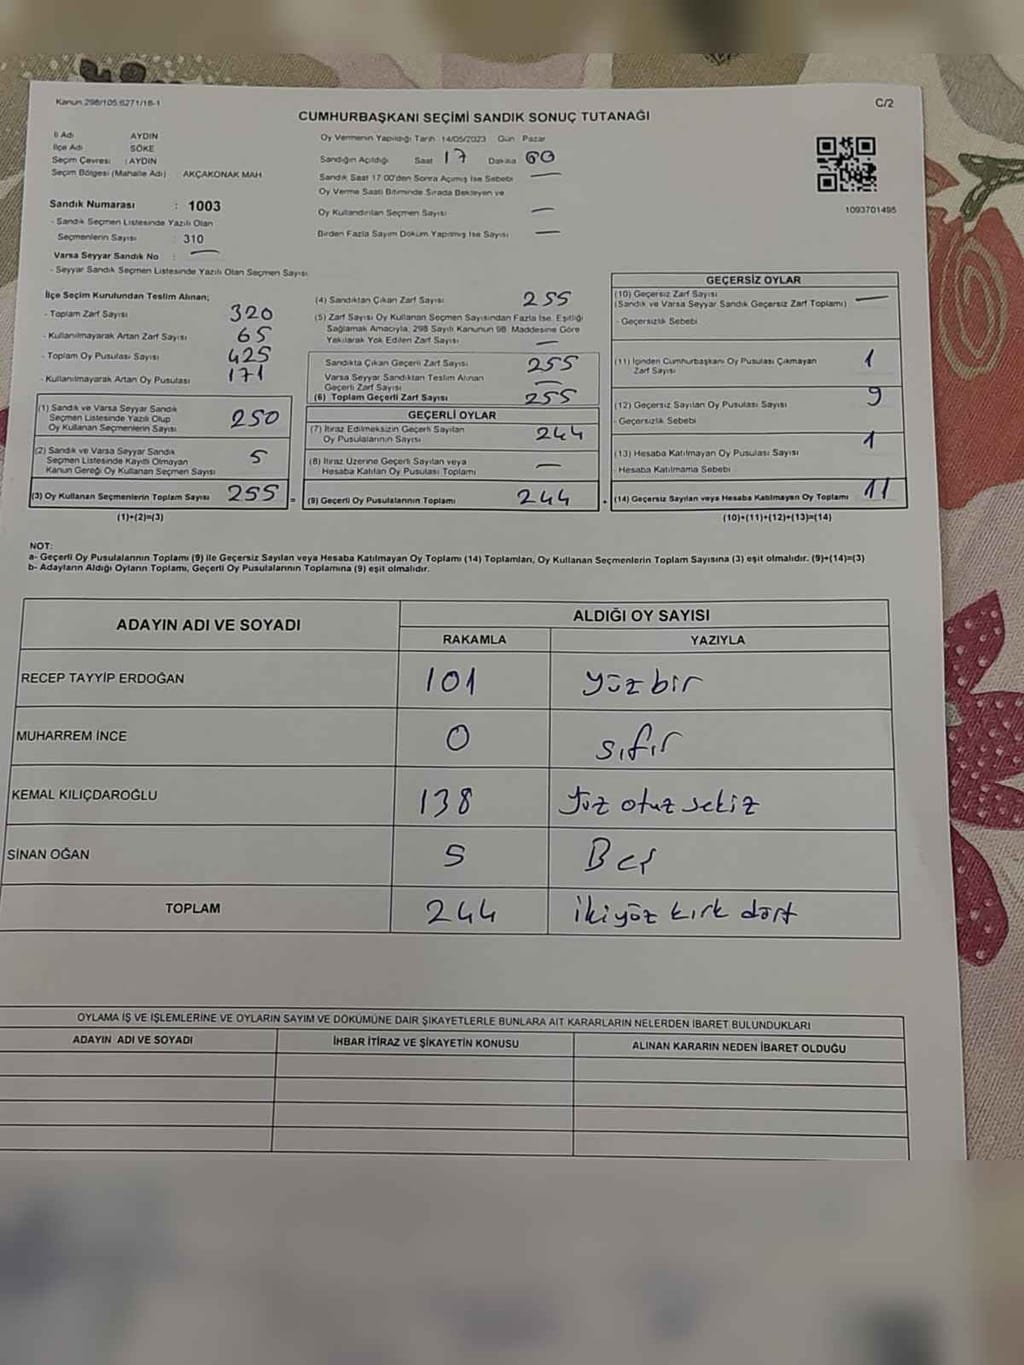 Kanun 298/105.6271/16-1
C/2
CUMHURBAŞKANI SEÇİMİ SANDIK SONUÇ TUTANAĞI
İl Adı AYDIN
İlçe Adı SÖKE
Seçim Çevresi : AYDIN
Seçim Bölgesi (Mahalle Adı) : AKÇAKONAK MAH.
Sandık Numarası : 1003
- Sandık Seçmen Listesinde Yazılı Olan
Seçmenlerin Sayısı : 310
Varsa Seyyar Sandık No : —
- Seyyar Sandık Seçmen Listesinde Yazılı Olan Seçmen Sayısı
Oy Vermenin Yapıldığı Tarih 14/05/2023 Gün Pazar
Sandığın Açıldığı Saat 17 Dakika 00
Sandık Saat 17:00'den Sonra Açılmış İse Sebebi —
Oy Verme Saati Bitiminde Sırada Bekleyen ve
Oy Kullandırılan Seçmen Sayısı —
Birden Fazla Sayım Döküm Yapılmış İse Sayısı —
1093701495
İlçe Seçim Kurulundan Teslim Alınan;
- Toplam Zarf Sayısı 320
- Kullanılmayarak Artan Zarf Sayısı 65
- Toplam Oy Pusulası Sayısı 425
- Kullanılmayarak Artan Oy Pusulası 171
(1) Sandık ve Varsa Seyyar Sandık
Seçmen Listesinde Yazılı Olup
Oy Kullanan Seçmenlerin Sayısı 250
(2) Sandık ve Varsa Seyyar Sandık
Seçmen Listesinde Kayıtlı Olmayan
Kanun Gereği Oy Kullanan Seçmen Sayısı 5
(3) Oy Kullanan Seçmenlerin Toplam Sayısı 255 =
(1)+(2)=(3)
(4) Sandıktan Çıkan Zarf Sayısı 255
(5) Zarf Sayısı Oy Kullanan Seçmen Sayısından Fazla İse, Eşitliği
Sağlamak Amacıyla, 298 Sayılı Kanunun 98. Maddesine Göre
Yakılarak Yok Edilen Zarf Sayısı —
Sandıkta Çıkan Geçerli Zarf Sayısı 255
Varsa Seyyar Sandıktan Teslim Alınan
Geçerli Zarf Sayısı —
(6) Toplam Geçerli Zarf Sayısı 255
GEÇERLİ OYLAR
(7) İtiraz Edilmeksizin Geçerli Sayılan
Oy Pusulalarının Sayısı 244
(8) İtiraz Üzerine Geçerli Sayılan veya
Hesaba Katılan Oy Pusulası Toplamı —
(9) Geçerli Oy Pusulalarının Toplamı 244
GEÇERSİZ OYLAR
(10) Geçersiz Zarf Sayısı
(Sandık ve Varsa Seyyar Sandık Geçersiz Zarf Toplamı) —
- Geçersizlik Sebebi
(11) İçinden Cumhurbaşkanı Oy Pusulası Çıkmayan
Zarf Sayısı 1
(12) Geçersiz Sayılan Oy Pusulası Sayısı 9
- Geçersizlik Sebebi
(13) Hesaba Katılmayan Oy Pusulası Sayısı 1
Hesaba Katılmama Sebebi
(14) Geçersiz Sayılan veya Hesaba Katılmayan Oy Toplamı 11
(10)+(11)+(12)+(13)=(14)
NOT:
a- Geçerli Oy Pusulalarının Toplamı (9) ile Geçersiz Sayılan veya Hesaba Katılmayan Oy Toplamı (14) Toplamları, Oy Kullanan Seçmenlerin Toplam Sayısına (3) eşit olmalıdır. (9)+(14)=(3)
b- Adayların Aldığı Oyların Toplamı, Geçerli Oy Pusulalarının Toplamına (9) eşit olmalıdır.
ADAYIN ADI VE SOYADI
ALDIĞI OY SAYISI
RAKAMLA YAZIYLA
RECEP TAYYİP ERDOĞAN 101 yüz bir
MUHARREM İNCE 0 sıfır
KEMAL KILIÇDAROĞLU 138 Yüz otuz sekiz
SİNAN OĞAN 5 Beş
TOPLAM 244 İkiyüz kırk dört
OYLAMA İŞ VE İŞLEMLERİNE VE OYLARIN SAYIM VE DÖKÜMÜNE DAİR ŞİKAYETLERLE BUNLARA AİT KARARLARIN NELERDEN İBARET BULUNDUKLARI
ADAYIN ADI VE SOYADI İHBAR İTİRAZ VE ŞİKAYETİN KONUSU ALINAN KARARIN NEDEN İBARET OLDUĞU